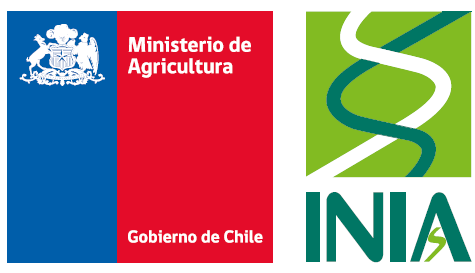 Ministerio de
Agricultura
Gobierno de Chile
INIA